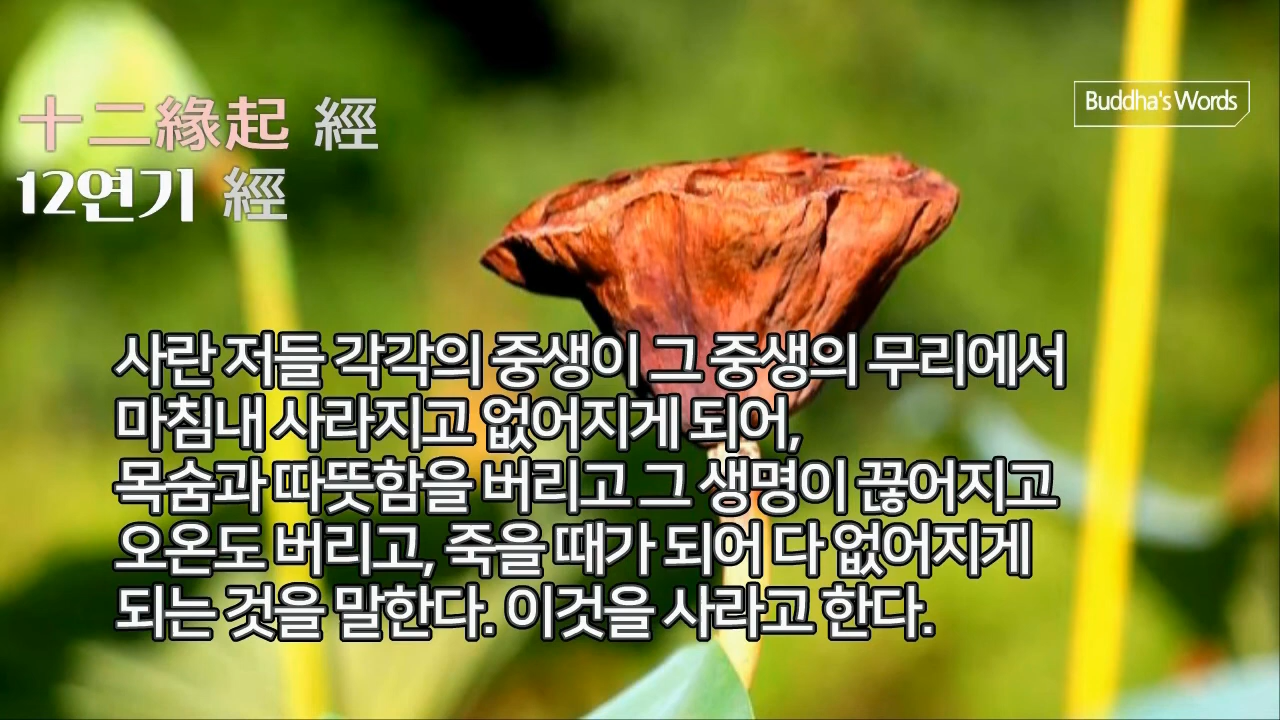 十二緣起 經
12연기 經
Buddha's Words
사란 저들 각각의 중생이 그 중생의 무리에서
마침내 사라지고 없어지게 되어,
목숨과 따뜻함을 버리고 그 생명이 끊어지고
오온도 버리고, 죽을 때가 되어 다 없어지게
되는 것을 말한다. 이것을 사라고 한다.